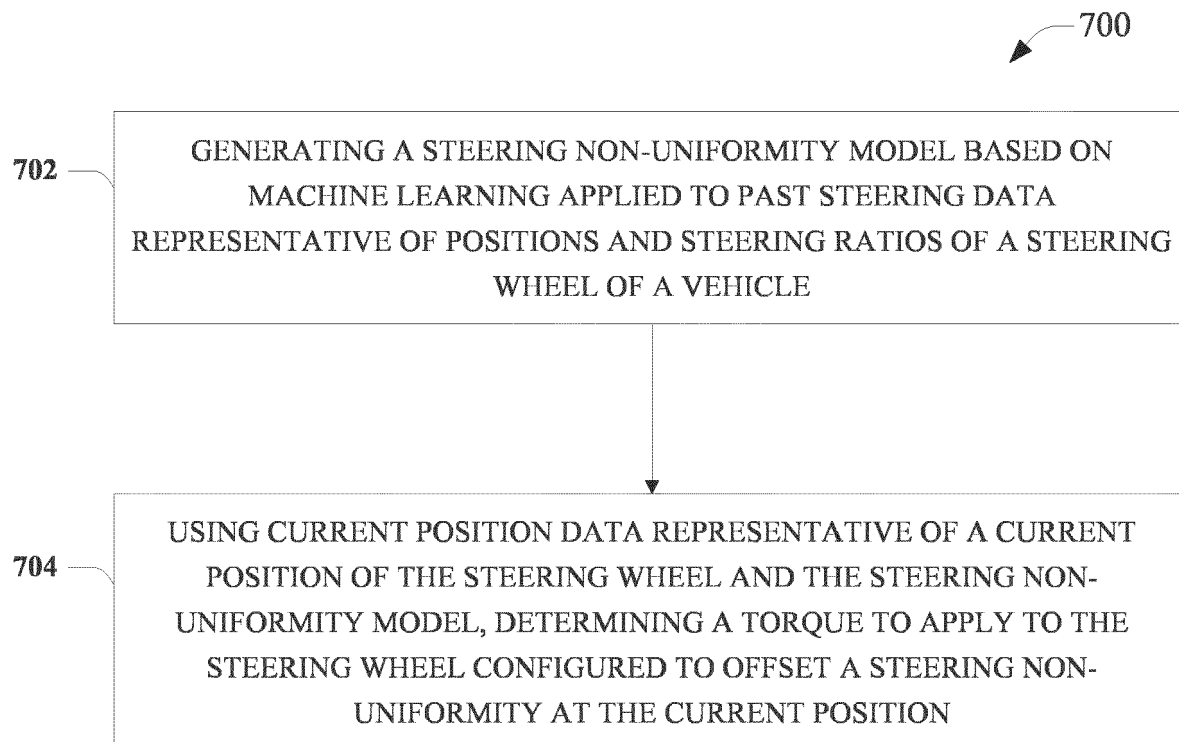 700
702
GENERATING A STEERING NON-UNIFORMITY MODEL BASED ON
MACHINE LEARNING APPLIED TO PAST STEERING DATA
REPRESENTATIVE OF POSITIONS AND STEERING RATIOS OF A STEERING
WHEEL OF A VEHICLE
704
USING CURRENT POSITION DATA REPRESENTATIVE OF A CURRENT
POSITION OF THE STEERING WHEEL AND THE STEERING NON-
UNIFORMITY MODEL, DETERMINING A TORQUE TO APPLY TO THE
STEERING WHEEL CONFIGURED TO OFFSET A STEERING NON-
UNIFORMITY AT THE CURRENT POSITION